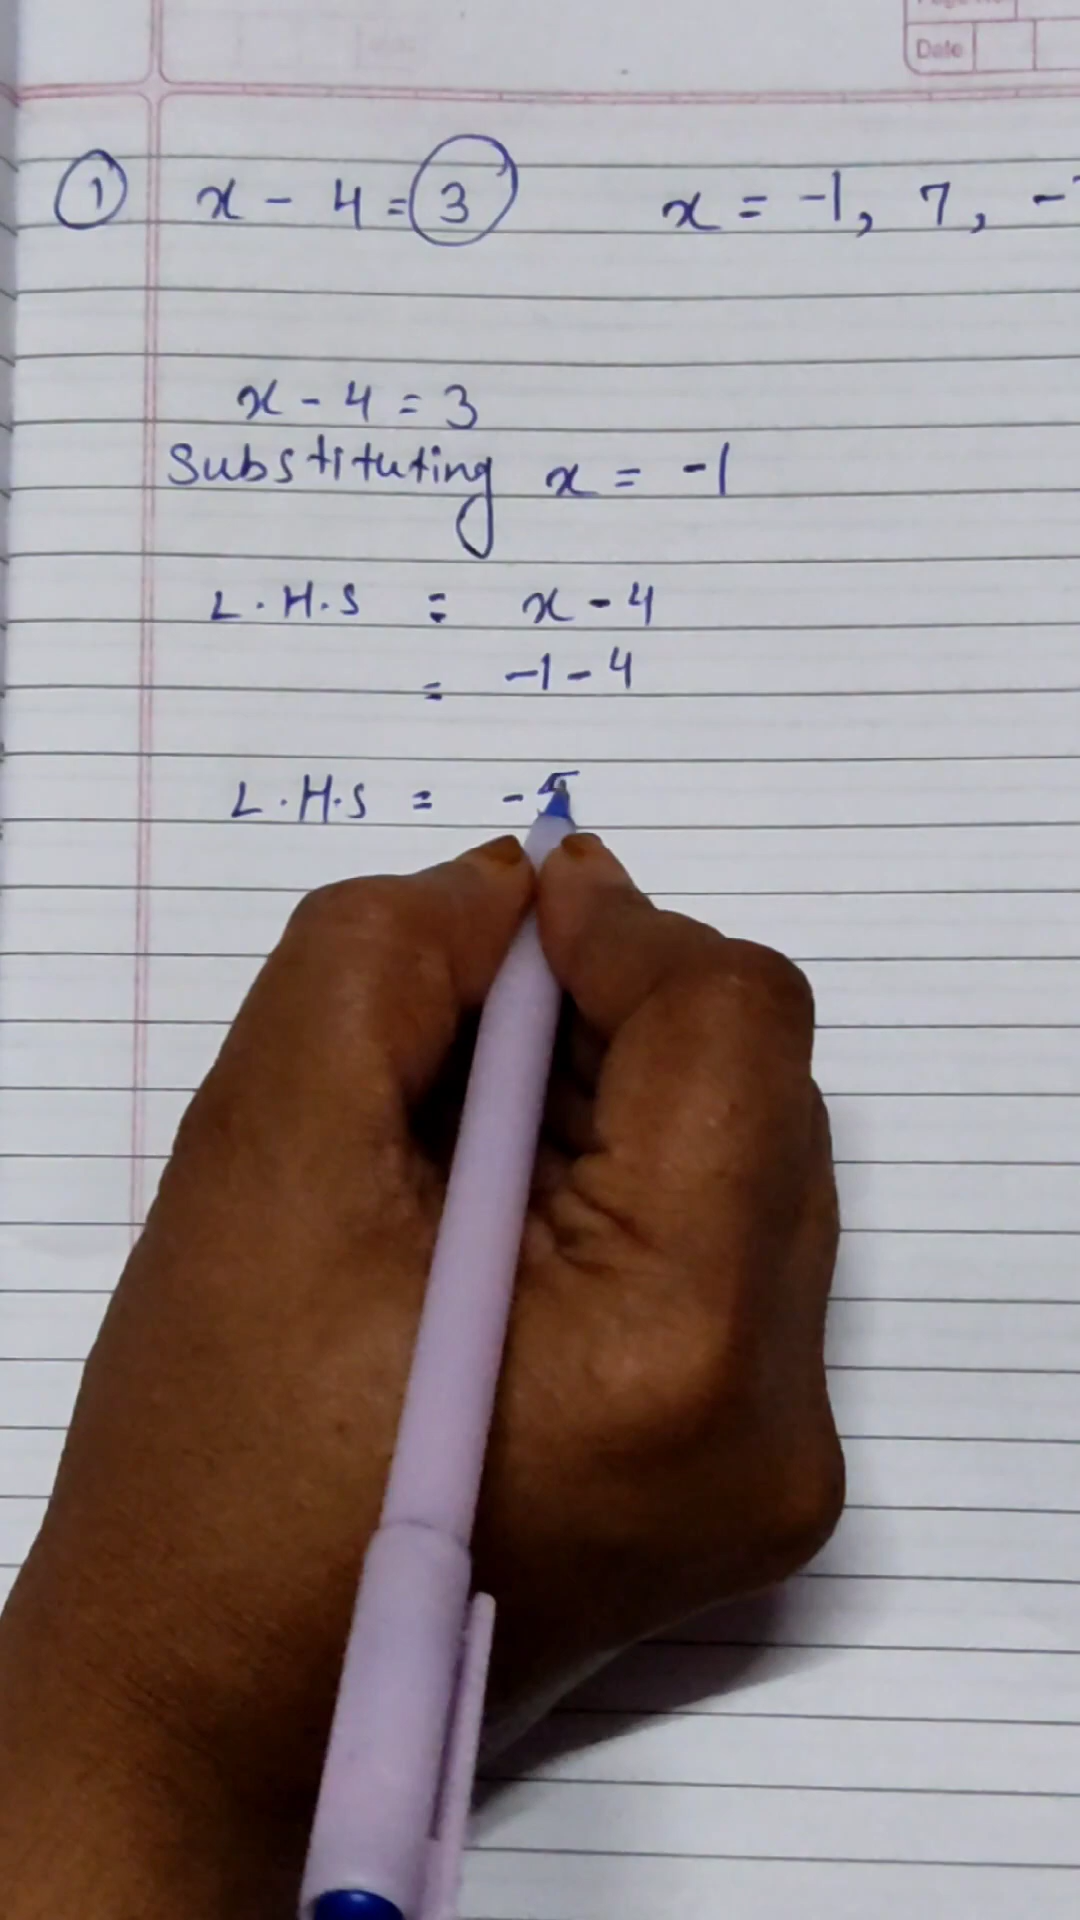 Date
① x - 4 = 3 x = -1, 7, -
x - 4 = 3
Substituting x = -1
L.H.S = x - 4
= -1 - 4
L.H.S = -5